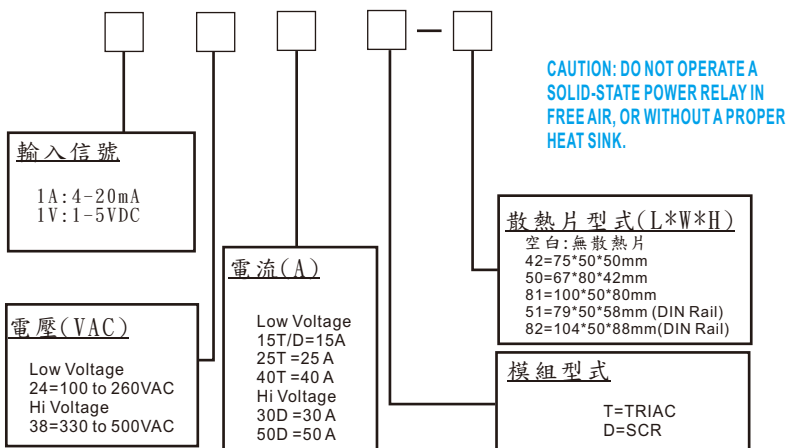 CAUTION: DO NOT OPERATE A
SOLID-STATE POWER RELAY IN
FREE AIR, OR WITHOUT A PROPER
HEAT SINK.
輸入信號
1A:4-20mA
1V:1-5VDC
電壓(VAC)
Low Voltage
24=100 to 260VAC
Hi Voltage
38=330 to 500VAC
電流(A)
Low Voltage
15T/D=15A
25T =25 A
40T =40 A
Hi Voltage
30D =30 A
50D =50 A
散熱片型式(L*W*H)
空白:無散熱片
42=75*50*50mm
50=67*80*42mm
81=100*50*80mm
51=79*50*58mm (DIN Rail)
82=104*50*88mm(DIN Rail)
模組型式
T=TRIAC
D=SCR